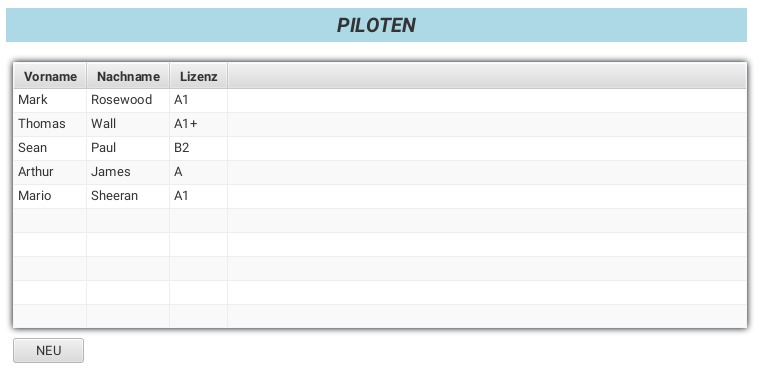 PILOTEN
Vorname Nachname Lizenz
Mark Rosewood A1
Thomas Wall A1+
Sean Paul B2
Arthur James A
Mario Sheeran A1
NEU